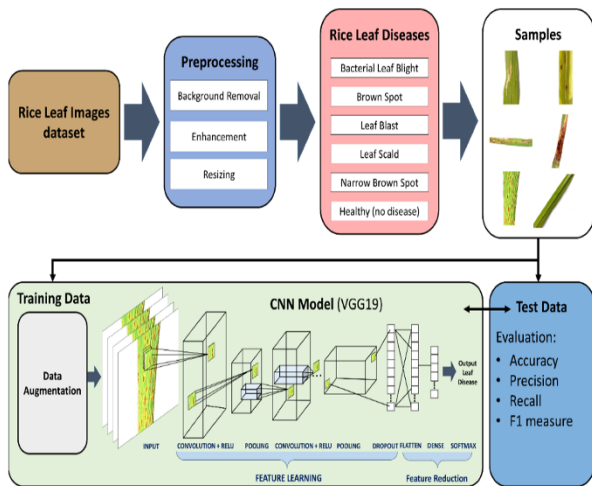 Rice Leaf Images
dataset
Preprocessing
Background Removal
Enhancement
Resizing
Rice Leaf Diseases
Bacterial Leaf Blight
Brown Spot
Leaf Blast
Leaf Scald
Narrow Brown Spot
Healthy (no disease)
Samples
Training Data
Data
Augmentation
CNN Model (VGG19)
Output
Leaf
Disease
INPUT
CONVOLUTION + RELU
POOLING
CONVOLUTION + RELU
POOLING
DROPOUT
FLATTEN
DENSE
SOFTMAX
FEATURE LEARNING
Feature Reduction
Test Data
Evaluation:
• Accuracy
• Precision
• Recall
• F1 measure